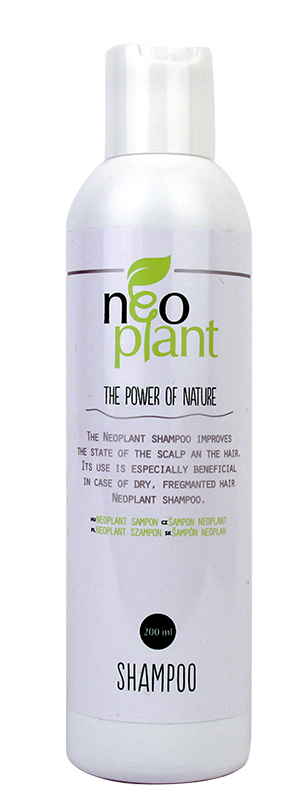 neo
plant
THE POWER OF NATURE
THE NEOPLANT SHAMPOO IMPROVES
THE STATE OF THE SCALP AN THE HAIR.
ITS USE IS ESPECIALLY BENEFICIAL
IN CASE OF DRY, FREGMANTED HAIR
NEOPLANT SHAMPOO.
HU NEOPLANT SAMPON CZ ŠAMPON NEOPLANT
PL NEOPLANT SZAMPON SK ŠAMPÓN NEOPLAN
200 ml
SHAMPOO